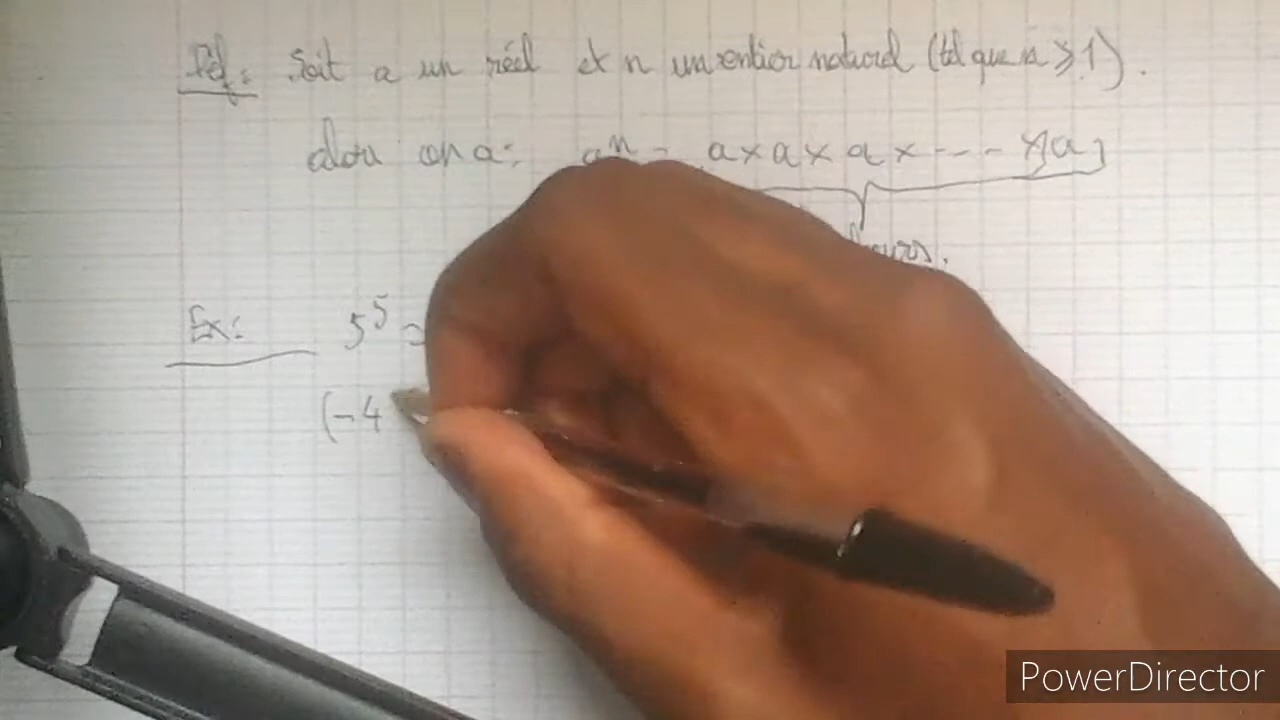 Déf: Soit a un réel et n un entier naturel (tel que n ≥ 1).
alors on a: aⁿ = a × a × a × --- × a
Ex: 5⁵ =
(-4
PowerDirector